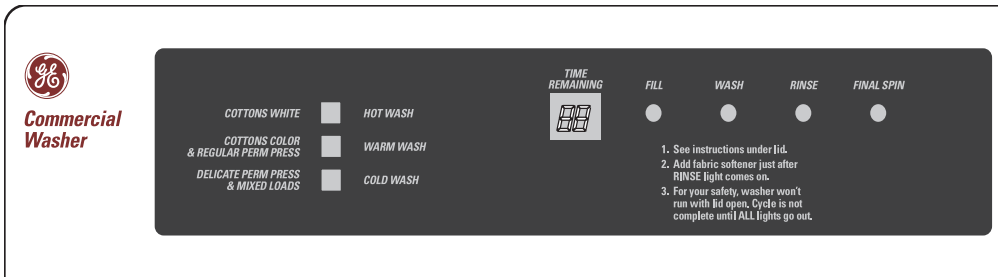 GE
Commercial
Washer
COTTONS WHITE
HOT WASH
COTTONS COLOR
& REGULAR PERM PRESS
WARM WASH
DELICATE PERM PRESS
& MIXED LOADS
COLD WASH
TIME
REMAINING
88
FILL
WASH
RINSE
FINAL SPIN
1. See instructions under lid.
2. Add fabric softener just after
RINSE light comes on.
3. For your safety, washer won't
run with lid open. Cycle is not
complete until ALL lights go out.